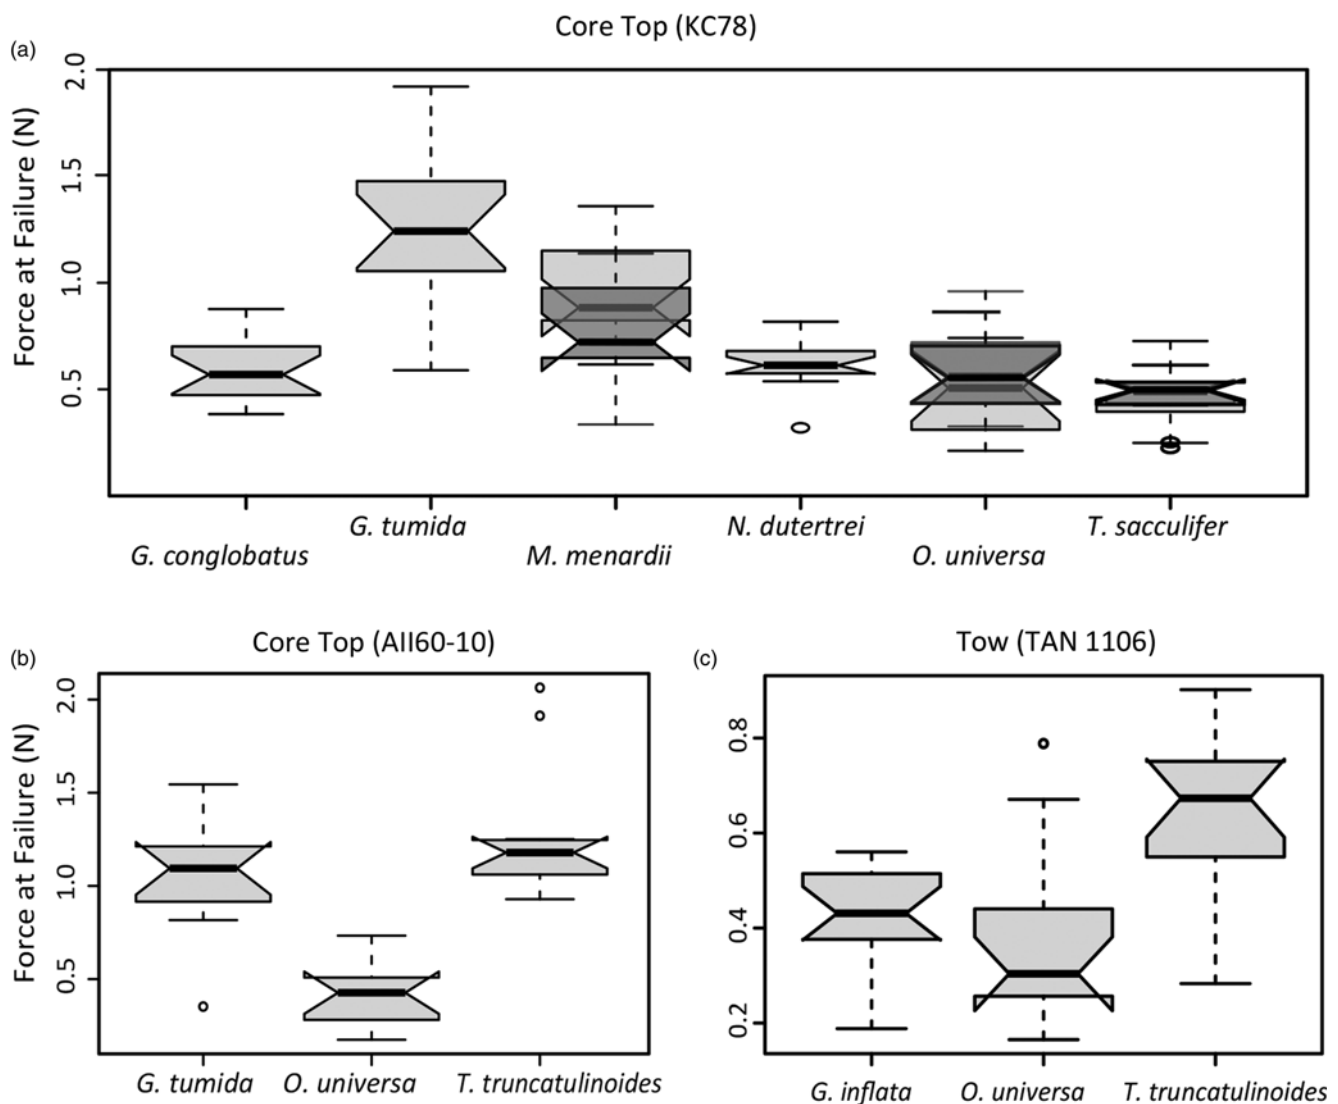 Core Top (KC78)
(a)
Force at Failure (N)
2.0
1.5
1.0
0.5
G. conglobatus
G. tumida
M. menardii
N. dutertrei
O. universa
T. sacculifer
(b)
Core Top (AII60-10)
Force at Failure (N)
2.0
1.5
1.0
0.5
G. tumida
O. universa
T. truncatulinoides
(c)
Tow (TAN 1106)
0.8
0.6
0.4
0.2
G. inflata
O. universa
T. truncatulinoides